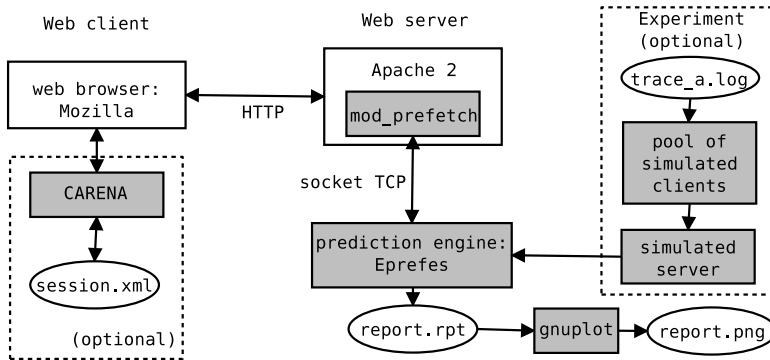 Web client
Web server
Experiment
(optional)
web browser:
Mozilla
HTTP
Apache 2
mod_prefetch
trace_a.log
pool of
simulated
clients
CARENA
socket TCP
prediction engine:
Eprefes
simulated
server
session.xml
(optional)
report.rpt
gnuplot
report.png